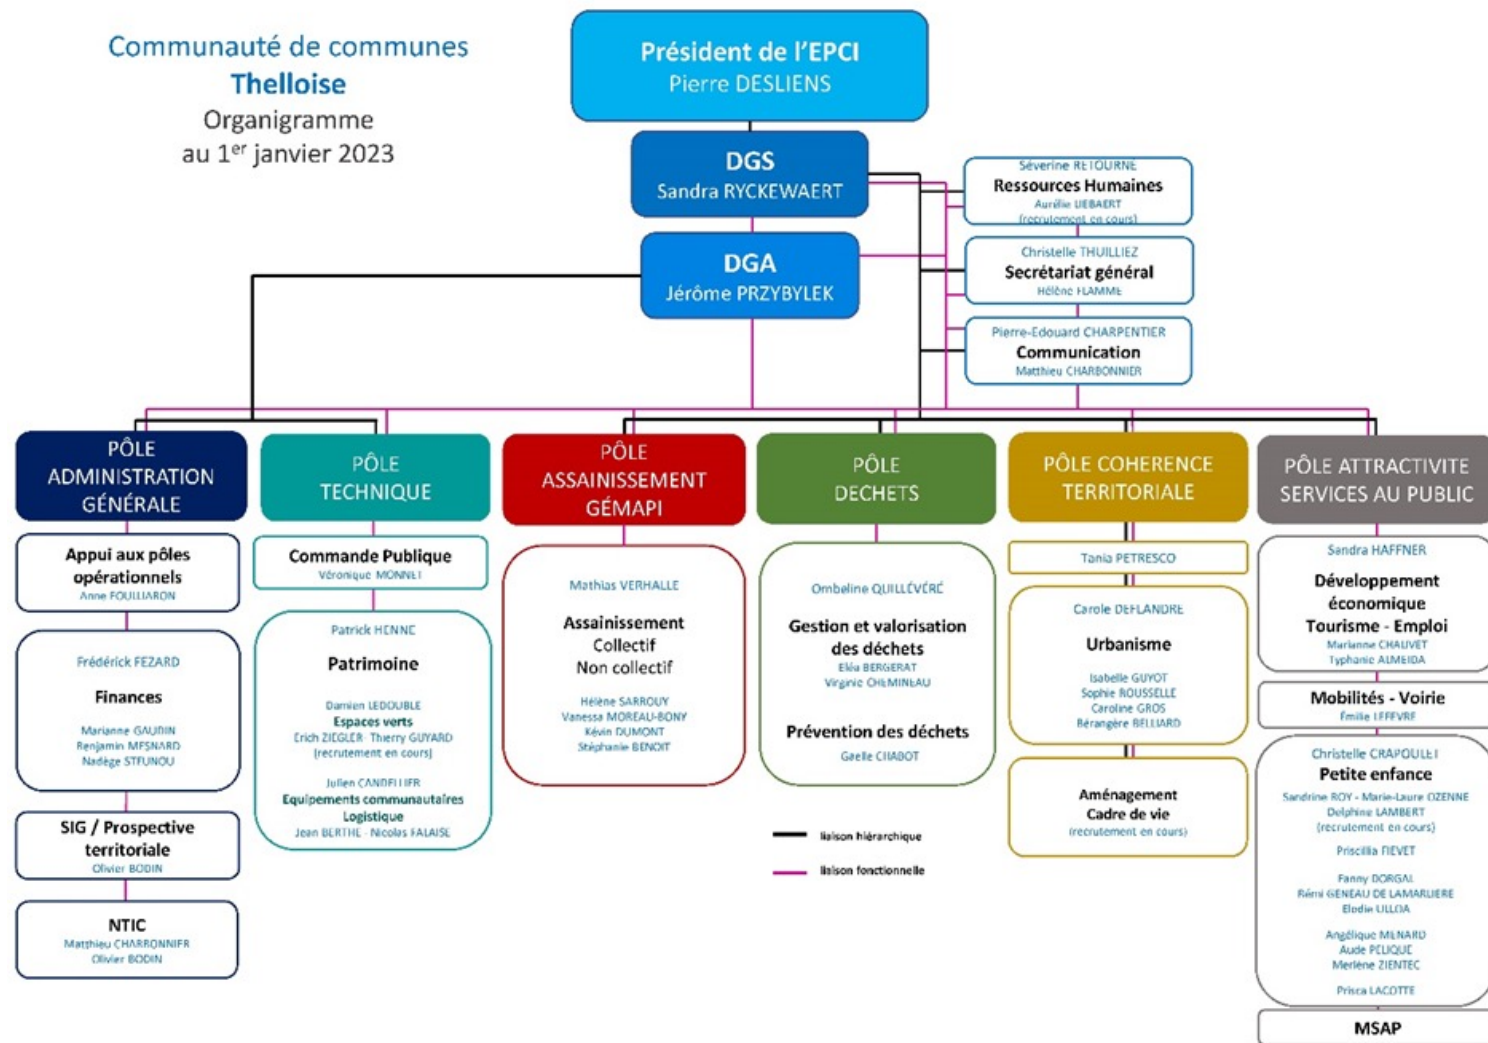 Communauté de communes
Thelloise
Organigramme
au 1er janvier 2023
Président de l'EPCI
Pierre DESLIENS
DGS
Sandra RYCKEWAERT
DGA
Jérôme PRZYBYLEK
Séverine RETOURNE
Ressources Humaines
Aurélie LIEBAERT
(recrutement en cours)
Christelle THUILLIEZ
Secrétariat général
Hélène FLAMME
Pierre-Edouard CHARPENTIER
Communication
Matthieu CHARBONNIER
PÔLE
ADMINISTRATION
GÉNÉRALE
Appui aux pôles
opérationnels
Anne FOUILIARON
Frédérick FEZARD
Finances
Marianne GAUDIN
Benjamin MESNARD
Nadège STEUNOU
SIG / Prospective
territoriale
Olivier BODIN
NTIC
Matthieu CHARBONNIER
Olivier BODIN
PÔLE
TECHNIQUE
Commande Publique
Véronique MONNET
Patrick HENNE
Patrimoine
Damien LEDOUBLE
Espaces verts
Erich ZIEGLER- Thierry GUYARD
(recrutement en cours)
Julien CANDELLIER
Equipements communautaires
Logistique
Jean BERTHE - Nicolas FALAISE
PÔLE
ASSAINISSEMENT
GÉMAPI
Mathias VERHALLE
Assainissement
Collectif
Non collectif
Hélène SARROUY
Vanessa MOREAU-BONY
Kévin DUMONT
Stéphanie BENOIT
PÔLE
DECHETS
Ombeline QUILLÉVÉRÉ
Gestion et valorisation
des déchets
Eléa BERGERAT
Virginie CHEMINEAU
Prévention des déchets
Gaelle CHABOT
liaison hiérarchique
liaison fonctionnelle
PÔLE COHERENCE
TERRITORIALE
Tania PETRESCO
Carole DEFLANDRE
Urbanisme
Isabelle GUYOT
Sophie ROUSSELLE
Caroline GROS
Bérangère BELLIARD
Aménagement
Cadre de vie
(recrutement en cours)
PÔLE ATTRACTIVITE
SERVICES AU PUBLIC
Sandra HAFFNER
Développement
économique
Tourisme - Emploi
Marianne CHAUVET
Typhanie ALMEIDA
Mobilités - Voirie
Émilie LEFEVRE
Christelle CRAPOULET
Petite enfance
Sandrine ROY - Marie-Laure OZENNE
Delphine LAMBERT
(recrutement en cours)
Priscillia FIEVET
Fanny DORGAL
Rémi GENEAU DE LAMARLIERE
Elodie ULLOA
Angélique MENARD
Aude PELIQUE
Merlène ZIENTEC
Prisca LACOTTE
MSAP